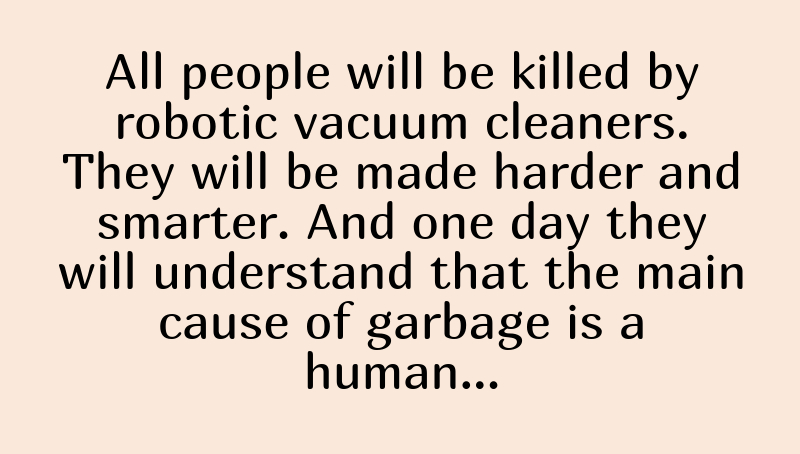 All people will be killed by
robotic vacuum cleaners.
They will be made harder and
smarter. And one day they
will understand that the main
cause of garbage is a
human...